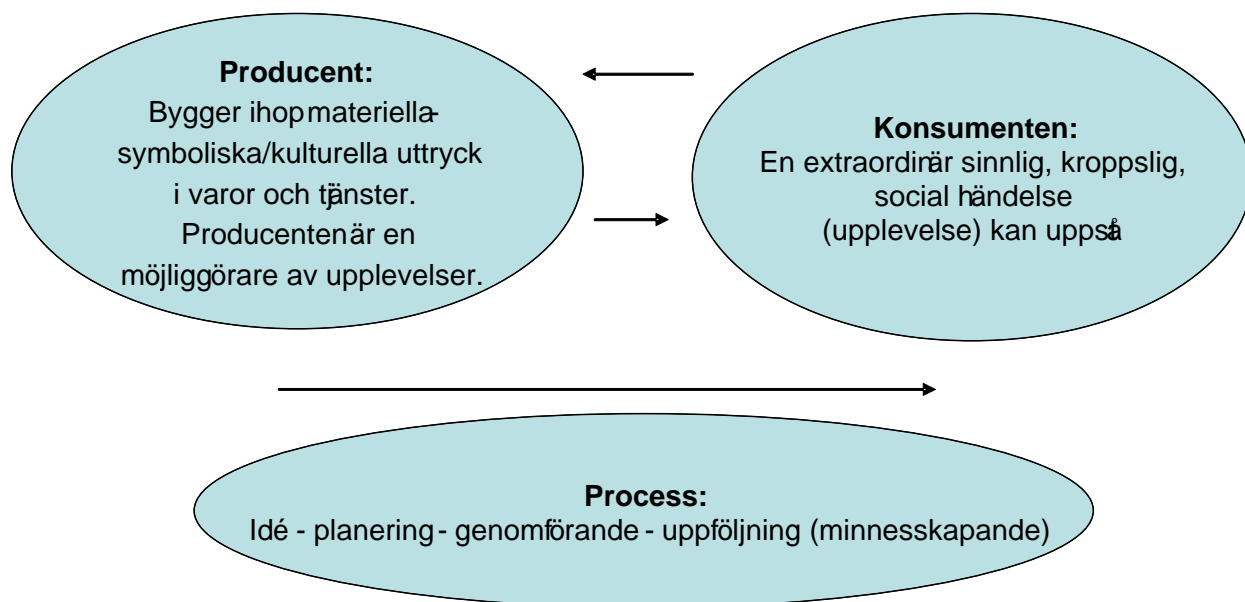 Producent:
Bygger ihop materiella-
symboliska/kulturella uttryck
i varor och tjänster.
Producenten är en
möjliggörare av upplevelser.
Konsumenten:
En extraordinär sinnlig, kroppslig,
social händelse
(upplevelse) kan uppstå
Process:
Idé - planering - genomförande - uppföljning (minnesskapande)